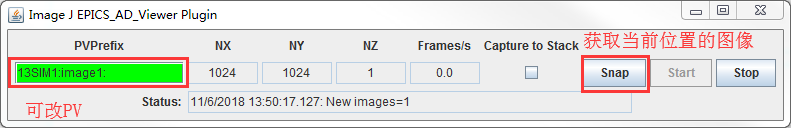 Image J EPICS_AD_Viewer Plugin
PVPrefix NX NY NZ Frames/s Capture to Stack 获取当前位置的图像
13SIM1:image1: 1024 1024 1 0.0 Snap Start Stop
可改PV Status: 11/6/2018 13:50:17.127: New images=1